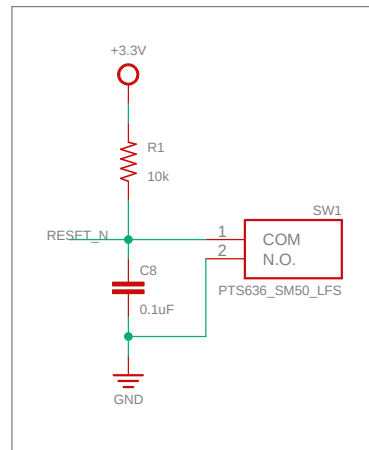 +3.3V
R1
10k
RESET_N
SW1
1
COM
2
N.O.
PTS636_SM50_LFS
C8
0.1uF
GND